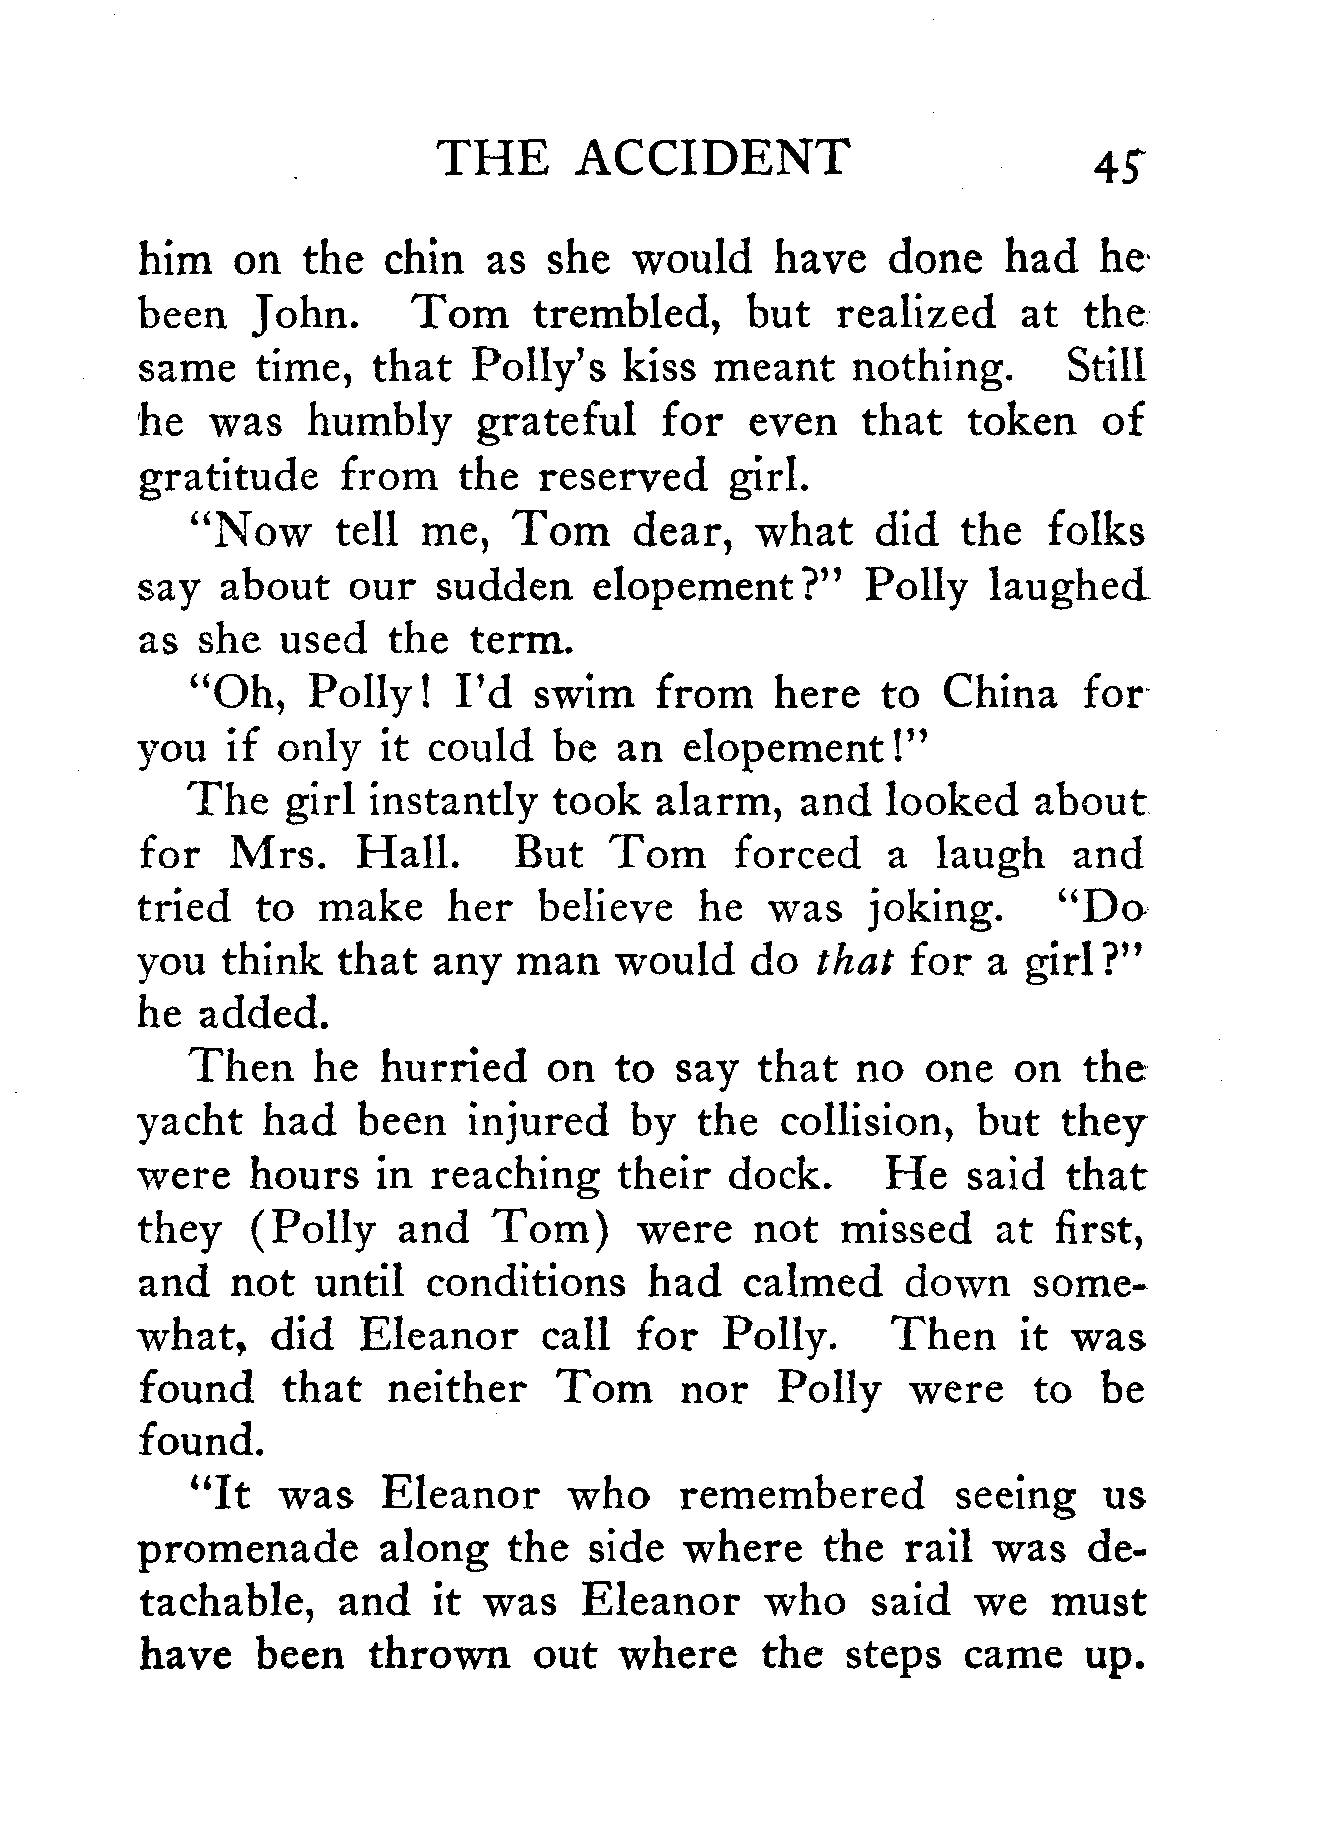 THE ACCIDENT 45
him on the chin as she would have done had he
been John. Tom trembled, but realized at the
same time, that Polly's kiss meant nothing. Still
he was humbly grateful for even that token of
gratitude from the reserved girl.
"Now tell me, Tom dear, what did the folks
say about our sudden elopement?" Polly laughed
as she used the term.
"Oh, Polly! I'd swim from here to China for
you if only it could be an elopement!"
The girl instantly took alarm, and looked about
for Mrs. Hall. But Tom forced a laugh and
tried to make her believe he was joking. "Do
you think that any man would do that for a girl?"
he added.
Then he hurried on to say that no one on the
yacht had been injured by the collision, but they
were hours in reaching their dock. He said that
they (Polly and Tom) were not missed at first,
and not until conditions had calmed down some-
what, did Eleanor call for Polly. Then it was
found that neither Tom nor Polly were to be
found.
"It was Eleanor who remembered seeing us
promenade along the side where the rail was de-
tachable, and it was Eleanor who said we must
have been thrown out where the steps came up.